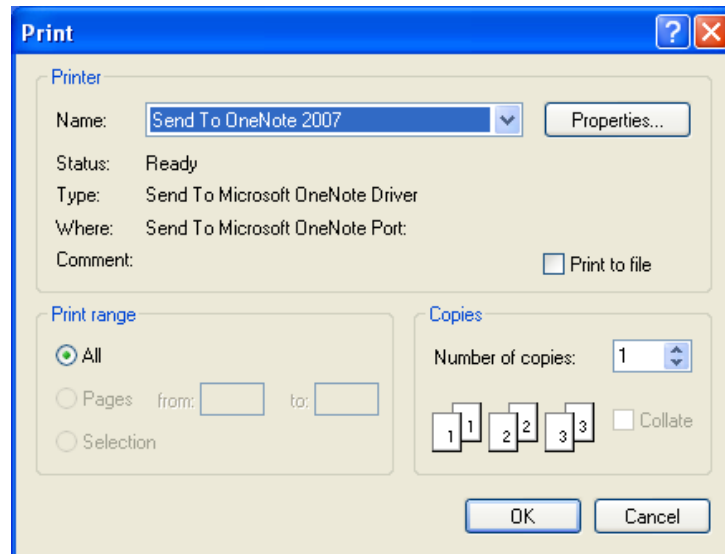 Print
Printer
Name: Send To OneNote 2007 Properties...
Status: Ready
Type: Send To Microsoft OneNote Driver
Where: Send To Microsoft OneNote Port:
Comment: Print to file
Print range
All
Pages from: to:
Selection
Copies
Number of copies: 1
1 1 2 2 3 3 Collate
OK Cancel